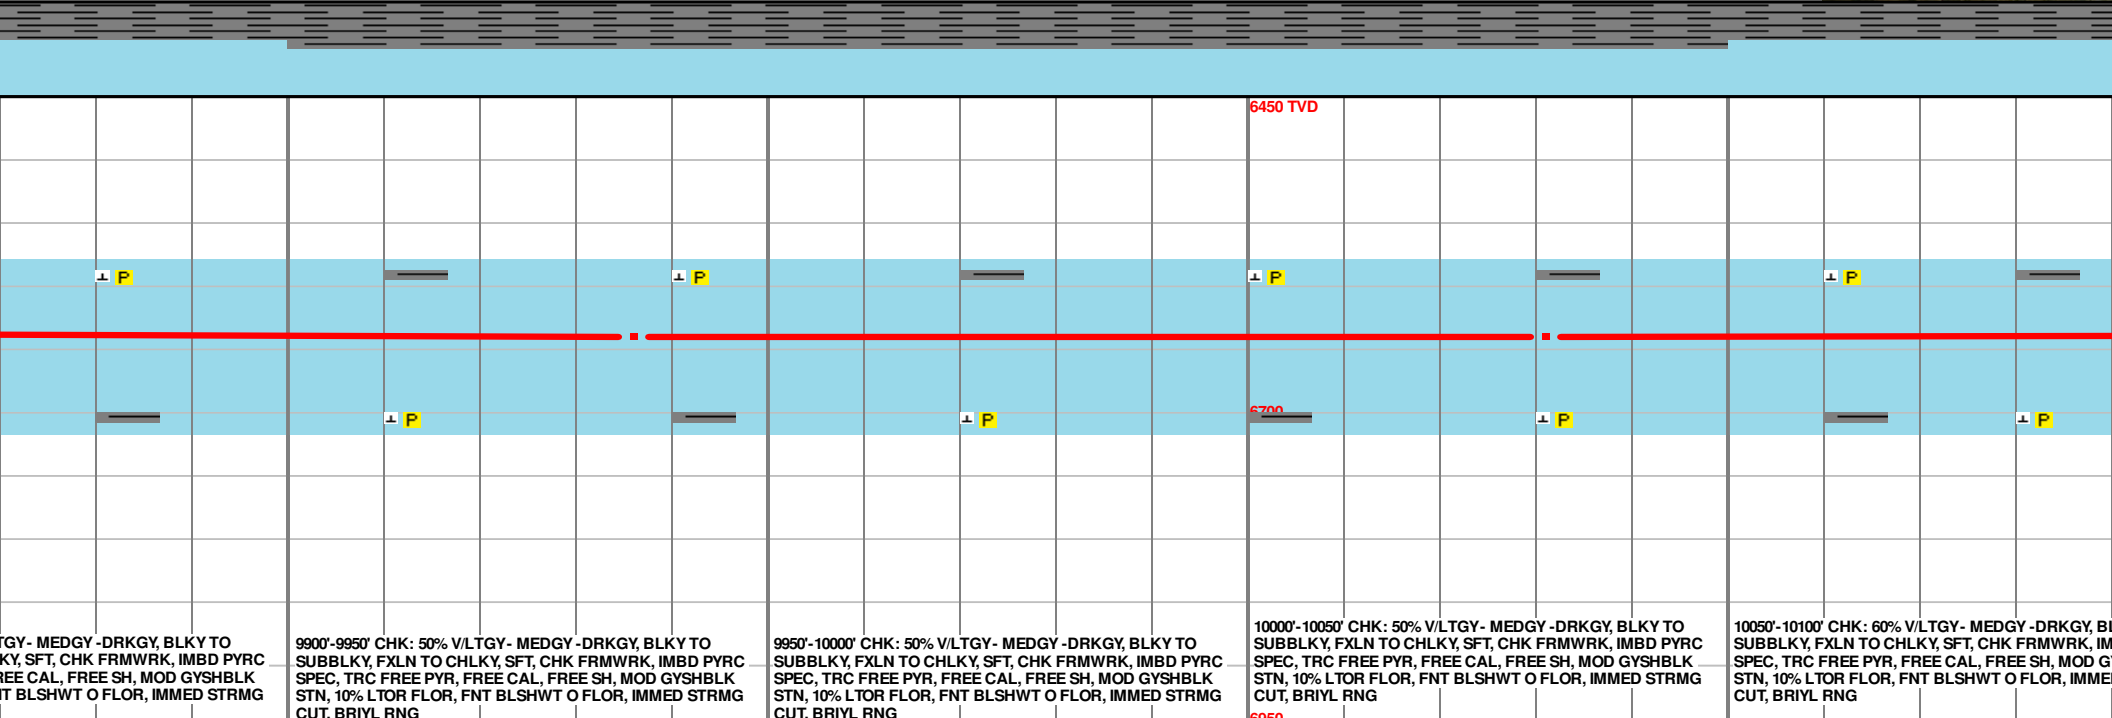 6450 TVD
P
P
P
P
6700
P
P
P
P
TGY- MEDGY -DRKGY, BLKY TO
KY, SFT, CHK FRMWRK, IMBD PYRC
REE CAL, FREE SH, MOD GYSHBLK
NT BLSHWT O FLOR, IMMED STRMG
9900'-9950' CHK: 50% V/LTGY- MEDGY -DRKGY, BLKY TO
SUBBLKY, FXLN TO CHLKY, SFT, CHK FRMWRK, IMBD PYRC
SPEC, TRC FREE PYR, FREE CAL, FREE SH, MOD GYSHBLK
STN, 10% LTOR FLOR, FNT BLSHWT O FLOR, IMMED STRMG
CUT, BRIYL RNG
9950'-10000' CHK: 50% V/LTGY- MEDGY -DRKGY, BLKY TO
SUBBLKY, FXLN TO CHLKY, SFT, CHK FRMWRK, IMBD PYRC
SPEC, TRC FREE PYR, FREE CAL, FREE SH, MOD GYSHBLK
STN, 10% LTOR FLOR, FNT BLSHWT O FLOR, IMMED STRMG
CUT, BRIYL RNG
10000'-10050' CHK: 50% V/LTGY- MEDGY -DRKGY, BLKY TO
SUBBLKY, FXLN TO CHLKY, SFT, CHK FRMWRK, IMBD PYRC
SPEC, TRC FREE PYR, FREE CAL, FREE SH, MOD GYSHBLK
STN, 10% LTOR FLOR, FNT BLSHWT O FLOR, IMMED STRMG
CUT, BRIYL RNG
6950
10050'-10100' CHK: 60% V/LTGY- MEDGY -DRKGY, BL
SUBBLKY, FXLN TO CHLKY, SFT, CHK FRMWRK, IM
SPEC, TRC FREE PYR, FREE CAL, FREE SH, MOD G
STN, 10% LTOR FLOR, FNT BLSHWT O FLOR, IMME
CUT, BRIYL RNG